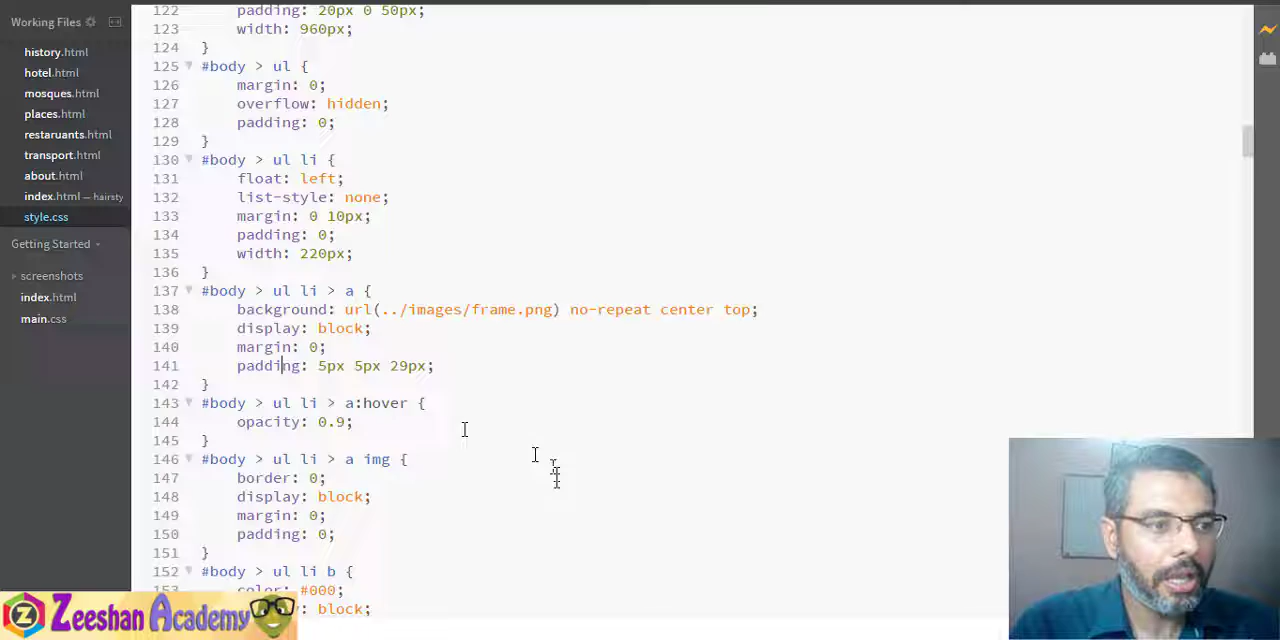 Working Files
history.html
hotel.html
mosques.html
places.html
restaruants.html
transport.html
about.html
index.html — hairsty
style.css
Getting Started
screenshots
index.html
main.css
122 padding: 20px 0 50px;
123 width: 960px;
124 }
125 #body > ul {
126 margin: 0;
127 overflow: hidden;
128 padding: 0;
129 }
130 #body > ul li {
131 float: left;
132 list-style: none;
133 margin: 0 10px;
134 padding: 0;
135 width: 220px;
136 }
137 #body > ul li > a {
138 background: url(../images/frame.png) no-repeat center top;
139 display: block;
140 margin: 0;
141 padding: 5px 5px 29px;
142 }
143 #body > ul li > a:hover {
144 opacity: 0.9;
145 }
146 #body > ul li > a img {
147 border: 0;
148 display: block;
149 margin: 0;
150 padding: 0;
151 }
152 #body > ul li b {
153 color: #000;
: block;
Z Zeeshan Academy